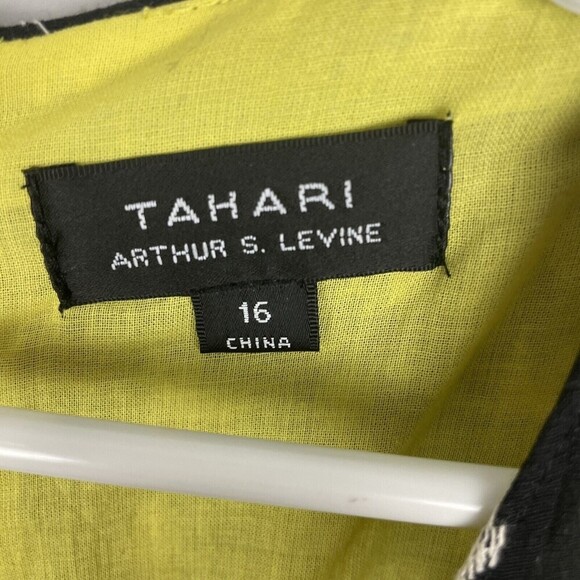 TAHARI
ARTHUR S. LEVINE
16
CHINA